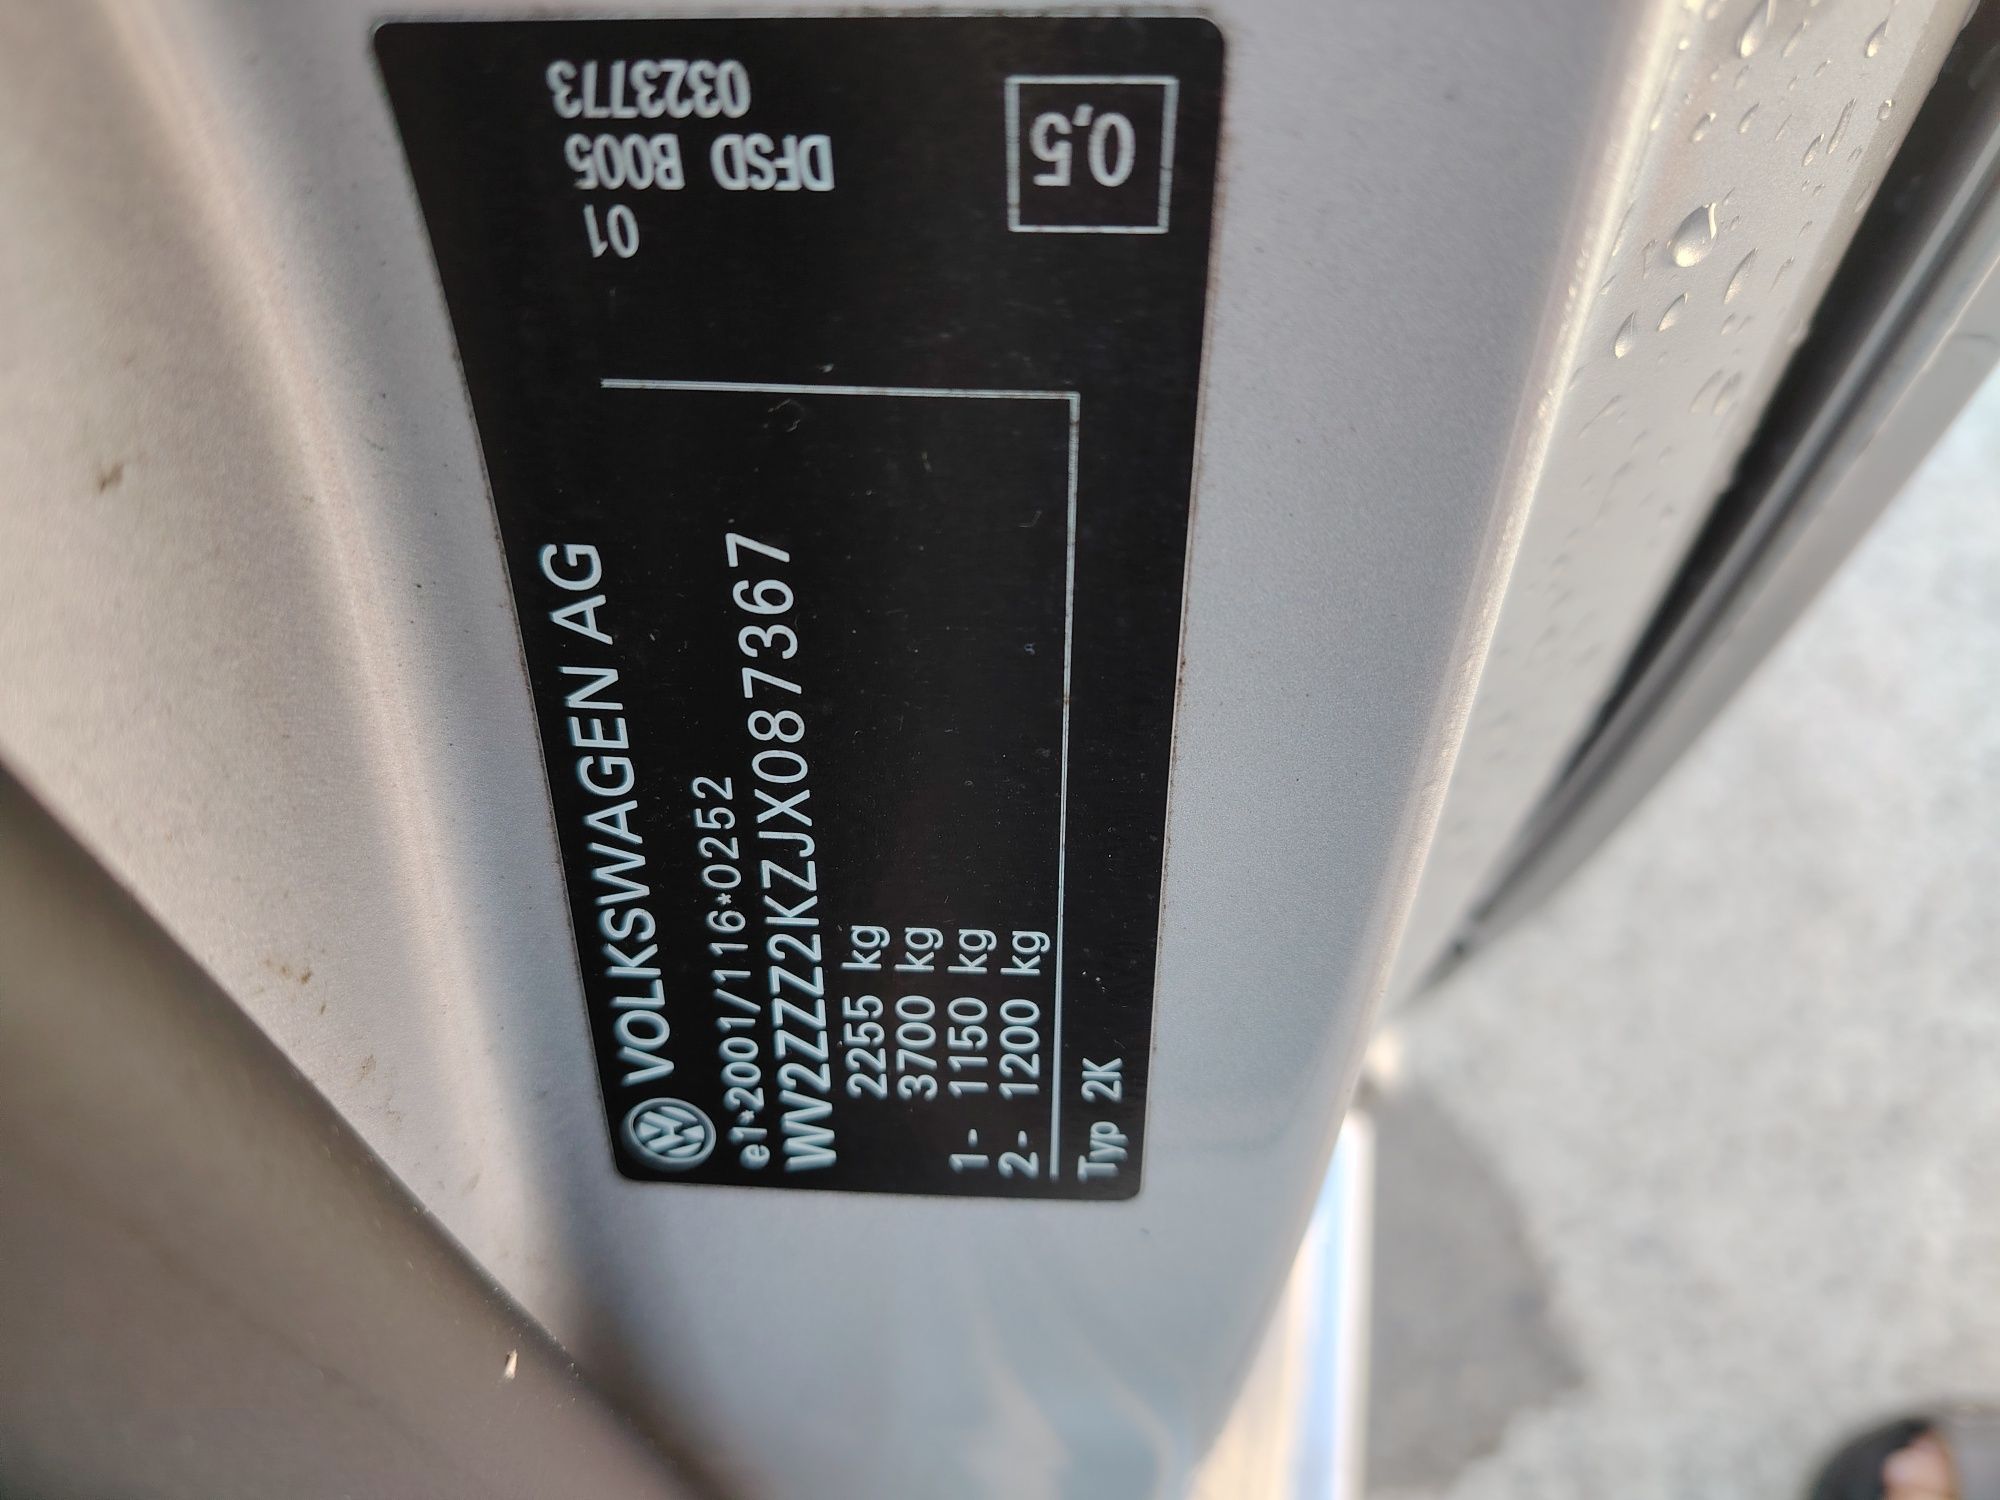 VOLKSWAGEN AG
e1*2001/116*0252
WV2ZZZ2KZJX087367
2255 kg
3700 kg
1- 1150 kg
2- 1200 kg
Typ 2K
01
DFSD B005
0323773
0,5